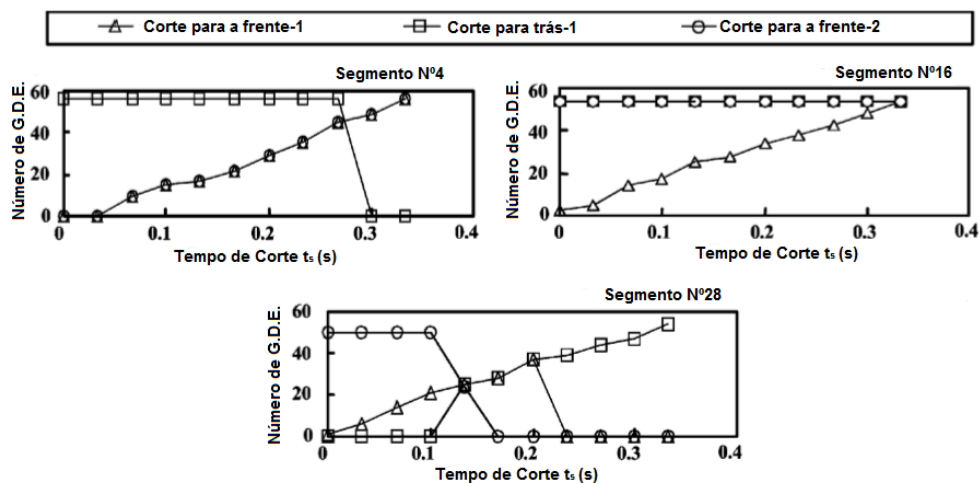 Corte para a frente-1 Corte para trás-1 Corte para a frente-2
Segmento Nº4
Número de G.D.E.
60
40
20
0
0 0.1 0.2 0.3 0.4
Tempo de Corte tₛ (s)
Segmento Nº16
Número de G.D.E.
60
40
20
0
0 0.1 0.2 0.3 0.4
Tempo de Corte tₛ (s)
Segmento Nº28
Número de G.D.E.
60
40
20
0
0 0.1 0.2 0.3 0.4
Tempo de Corte tₛ (s)